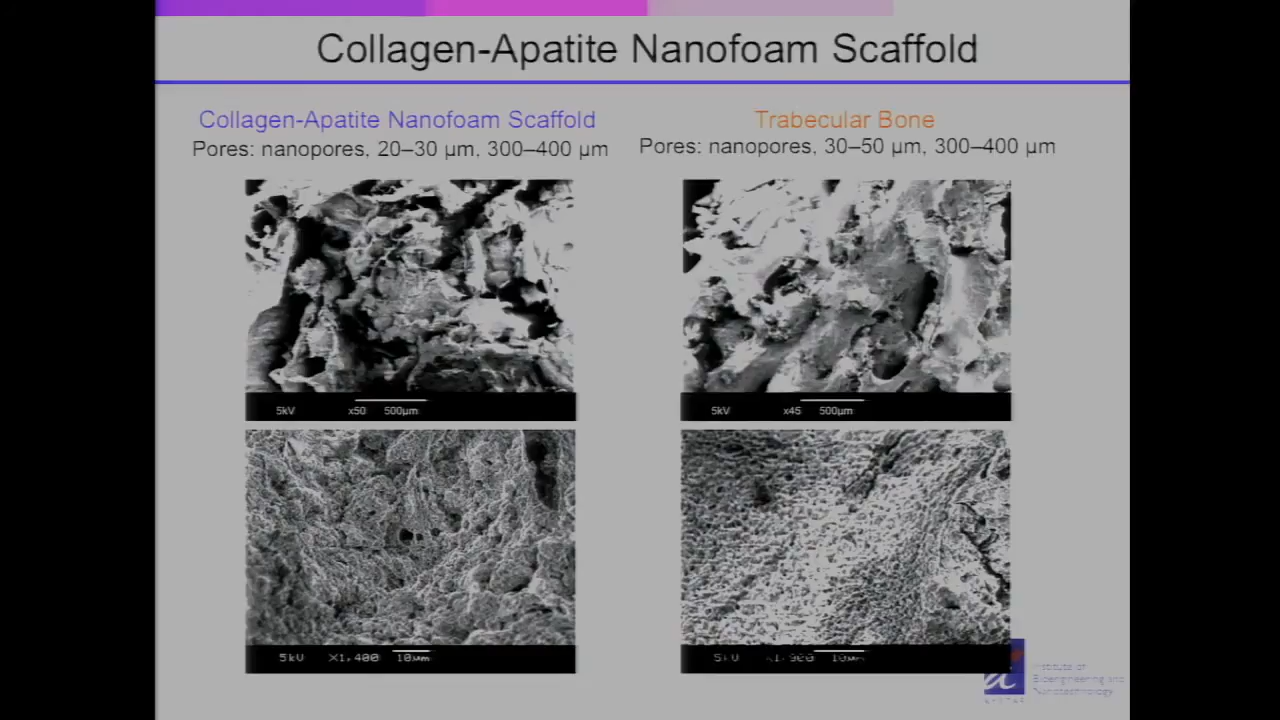 Collagen-Apatite Nanofoam Scaffold
Collagen-Apatite Nanofoam Scaffold
Pores: nanopores, 20–30 µm, 300–400 µm
Trabecular Bone
Pores: nanopores, 30–50 µm, 300–400 µm
5kV x50 500µm
5kV x45 500µm
5kV X1,400 10µm
5kV 10µm
Institute of
Bioengineering and
Nanotechnology